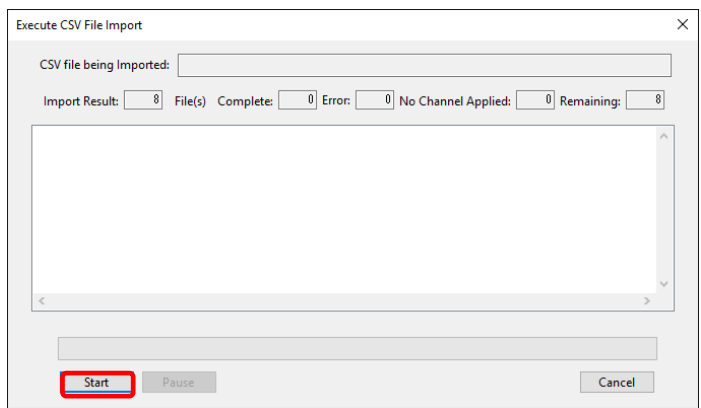 Execute CSV File Import
CSV file being Imported:
Import Result: 8 File(s) Complete: 0 Error: 0 No Channel Applied: 0 Remaining: 8
Start Pause Cancel